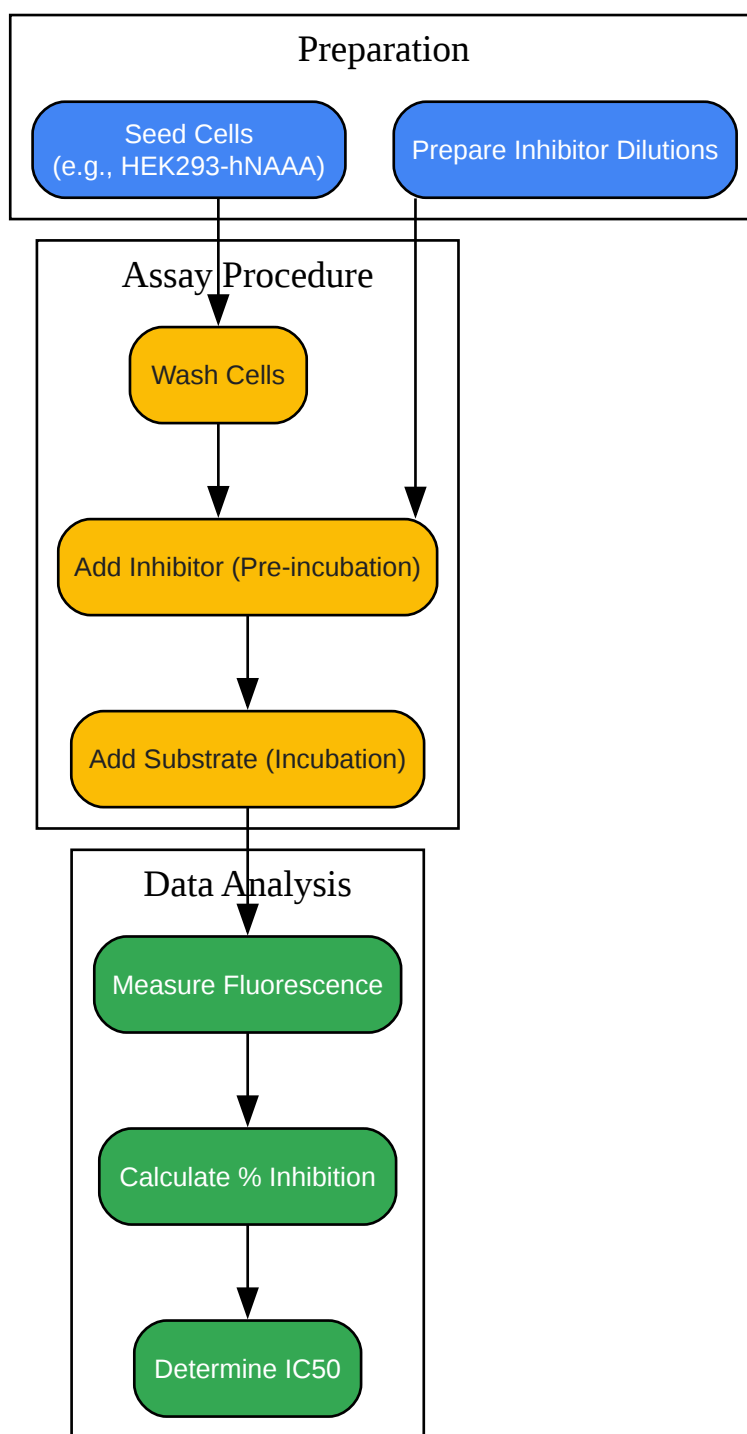 Preparation
Seed Cells
(e.g., HEK293-hNAAA)
Prepare Inhibitor Dilutions
Assay Procedure
Wash Cells
Add Inhibitor (Pre-incubation)
Add Substrate (Incubation)
Data Analysis
Measure Fluorescence
Calculate % Inhibition
Determine IC50